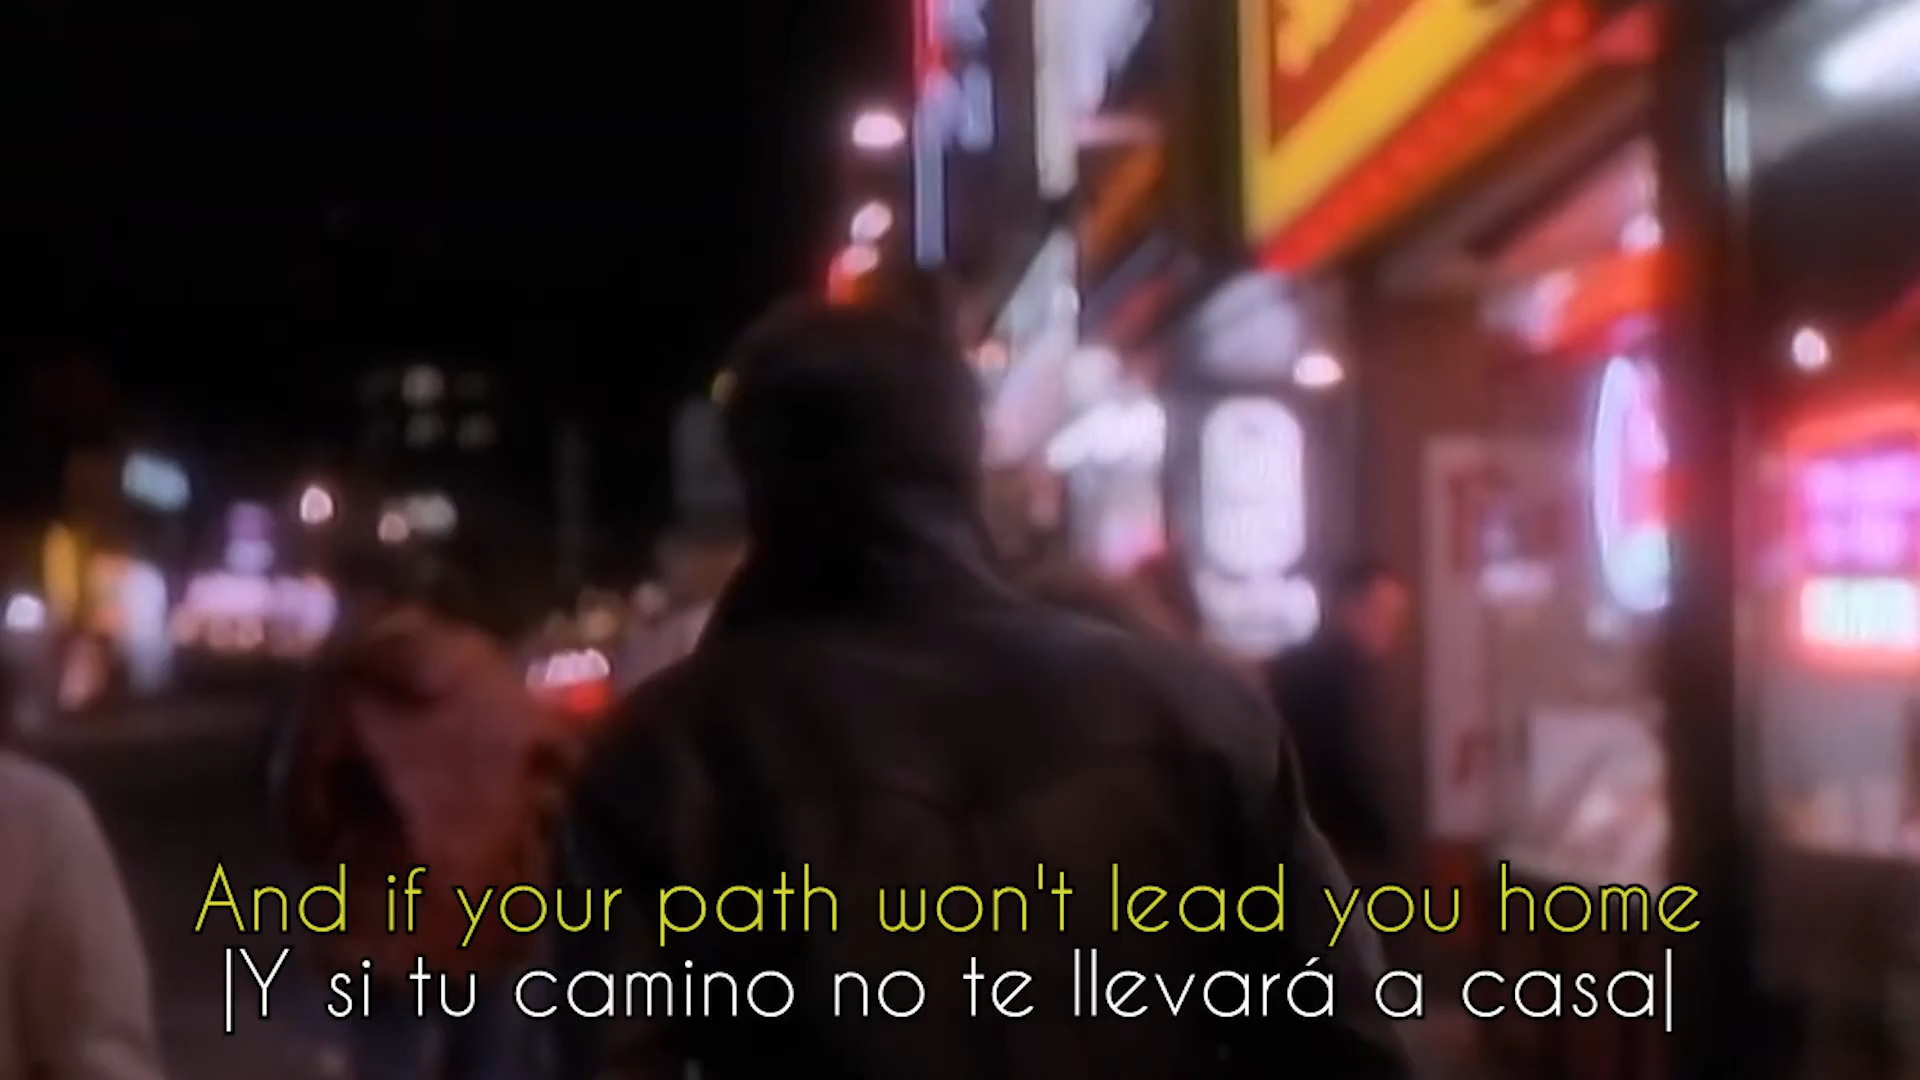 And if your path won't lead you home
|Y si tu camino no te llevará a casa|